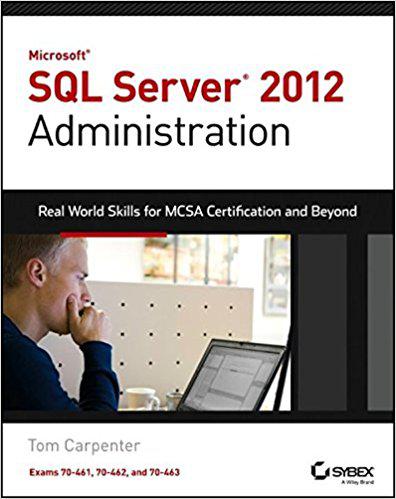 Microsoft®
SQL Server® 2012
Administration
Real World Skills for MCSA Certification and Beyond
Tom Carpenter
Exams 70-461, 70-462, and 70-463
SYBEX
A Wiley Brand